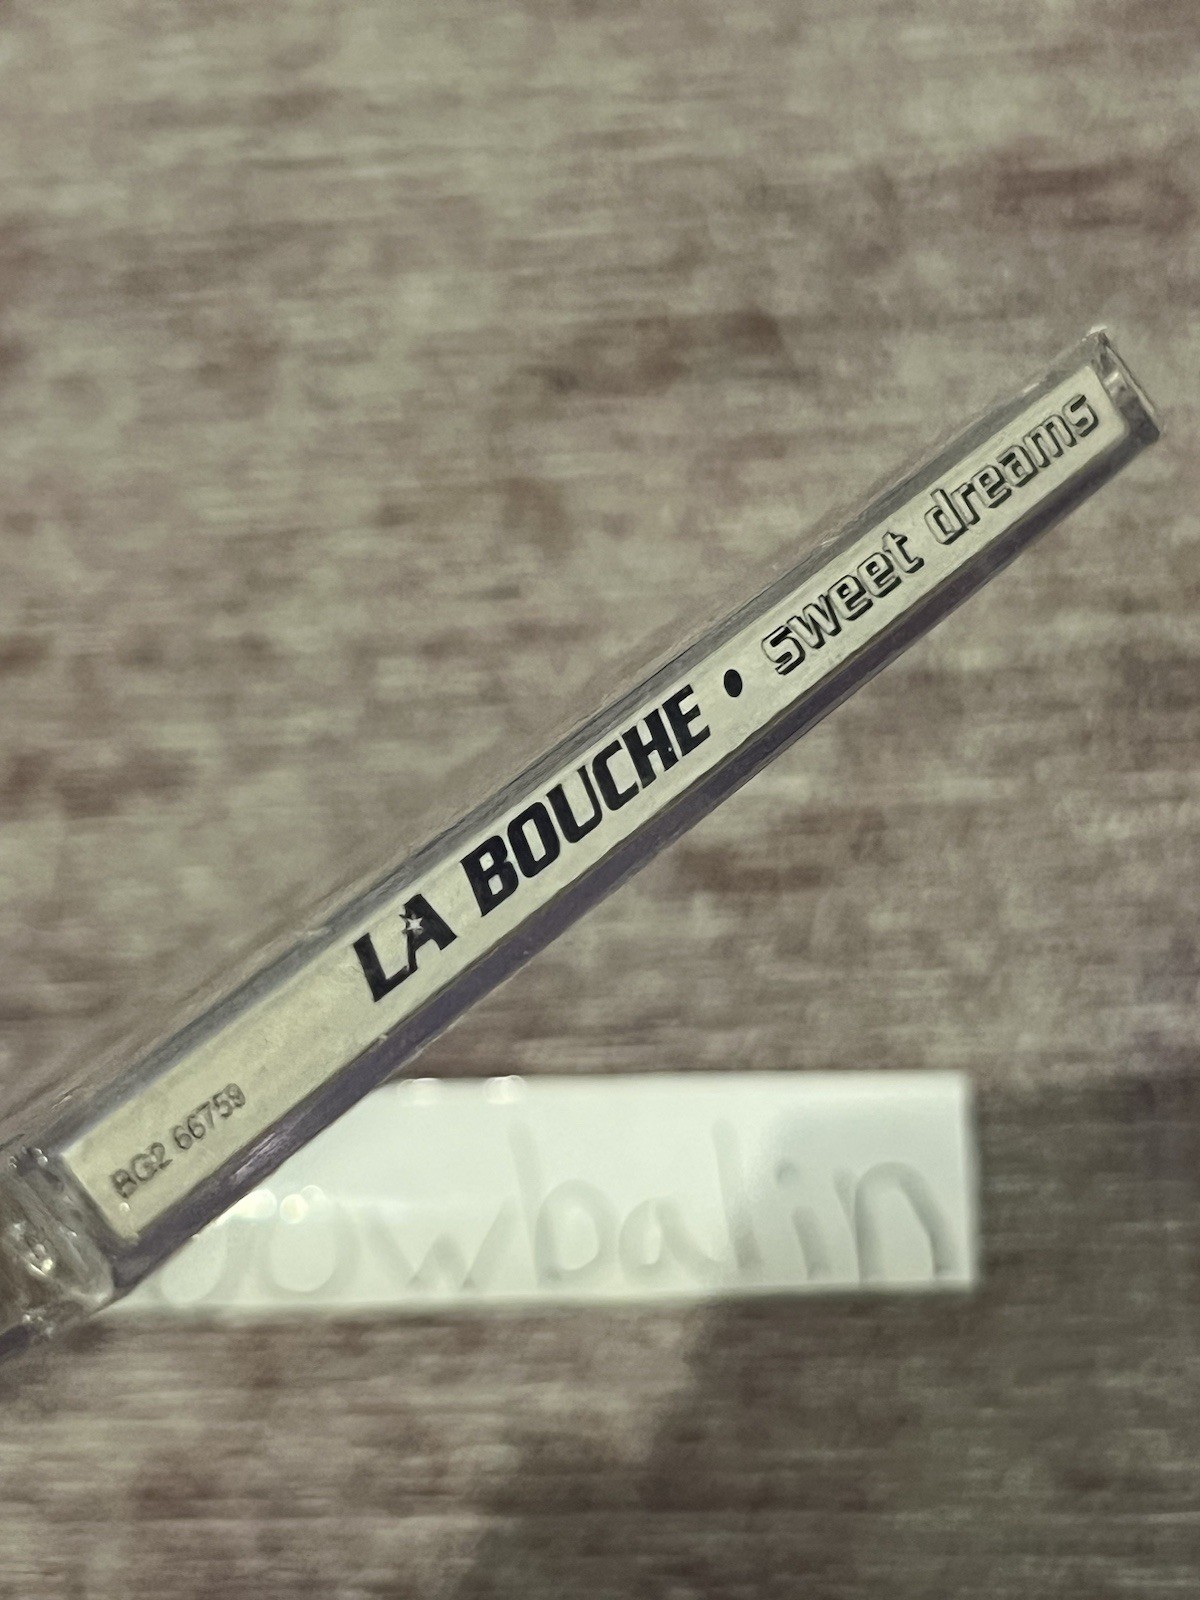 BG2 66759 LA BOUCHE • sweet dreams